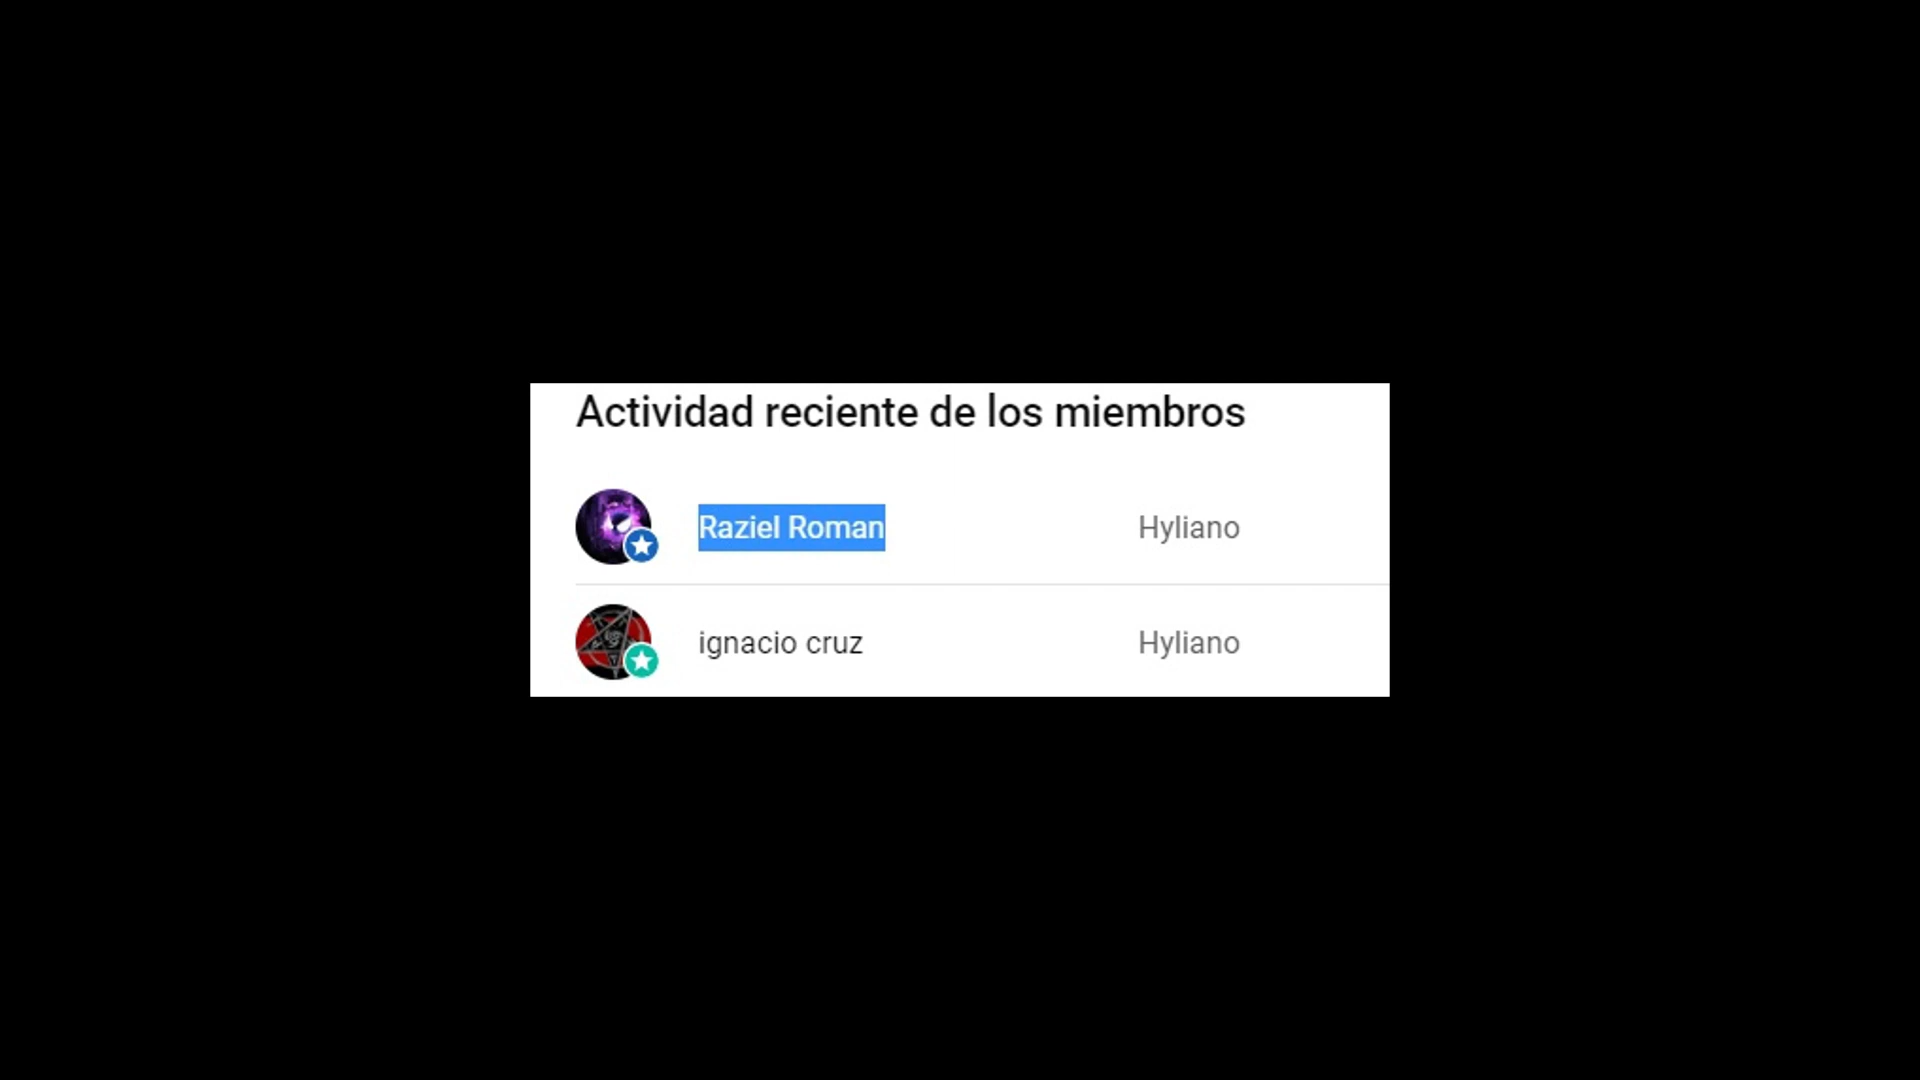 Actividad reciente de los miembros
Raziel Roman Hyliano
ignacio cruz Hyliano